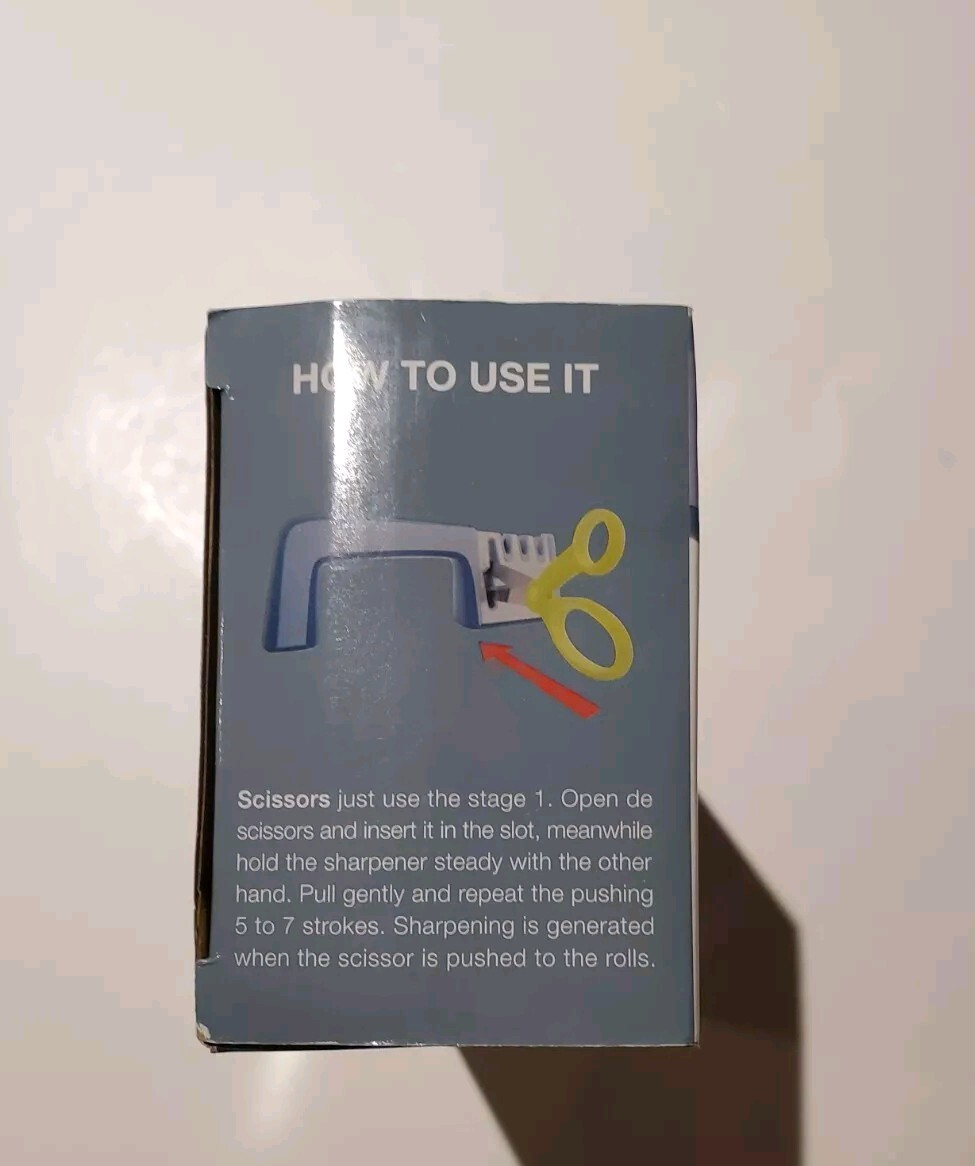 HOW TO USE IT
Scissors just use the stage 1. Open de
scissors and insert it in the slot, meanwhile
hold the sharpener steady with the other
hand. Pull gently and repeat the pushing
5 to 7 strokes. Sharpening is generated
when the scissor is pushed to the rolls.